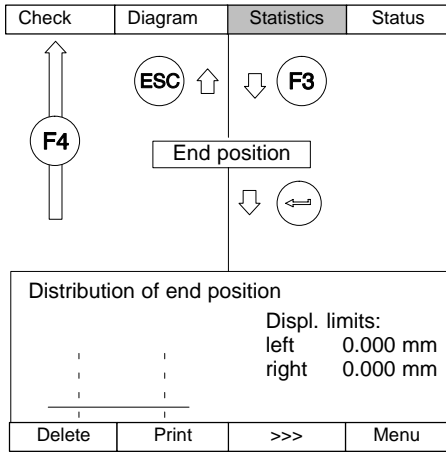 Check Diagram Statistics Status
ESC F3
F4
End position
Distribution of end position
Displ. limits:
left 0.000 mm
right 0.000 mm
Delete Print >>> Menu